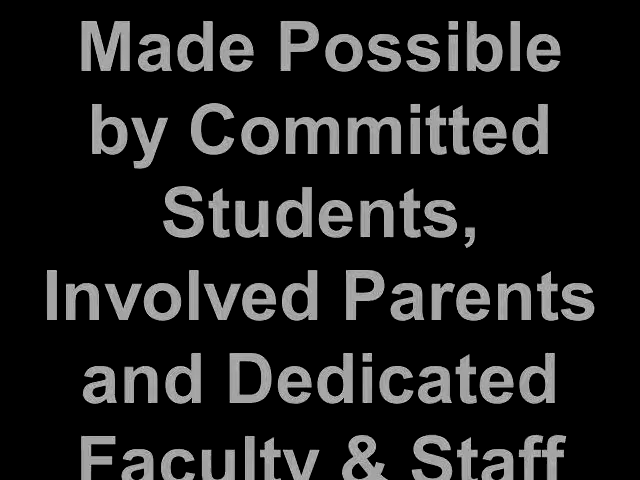 Made Possible
by Committed
Students,
Involved Parents
and Dedicated
Faculty & Staff